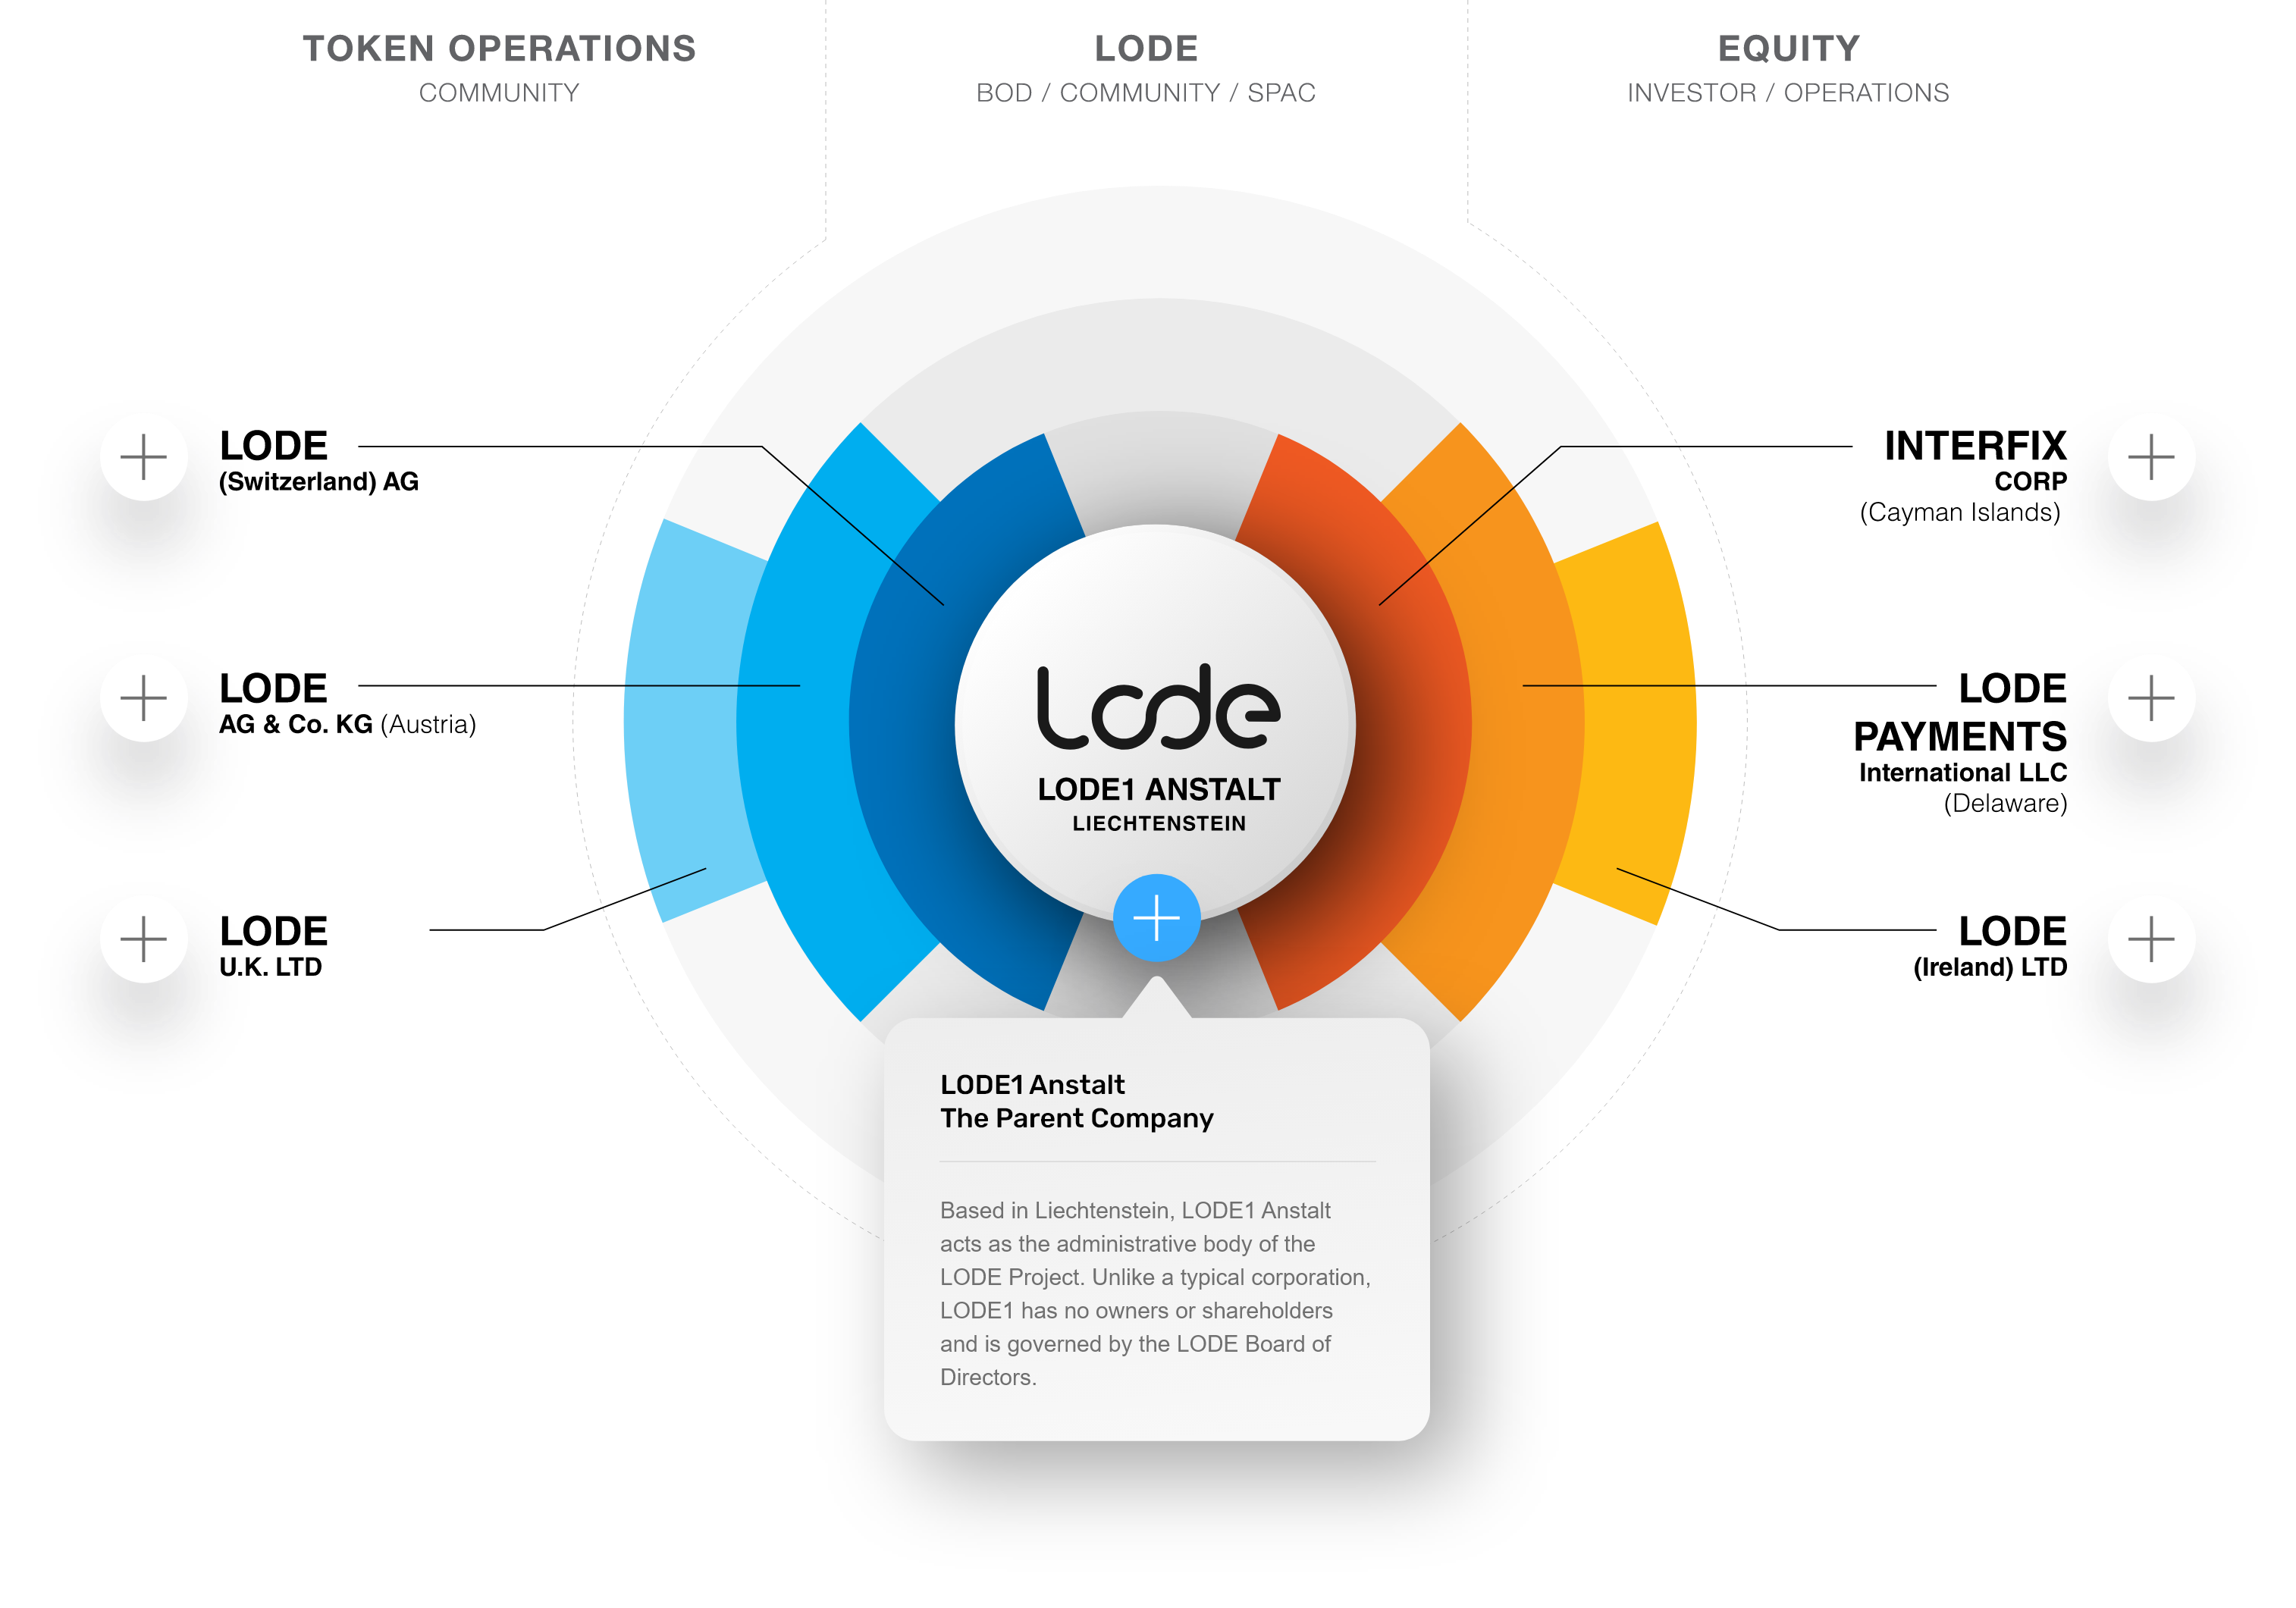 TOKEN OPERATIONS
COMMUNITY
LODE
BOD / COMMUNITY / SPAC
EQUITY
INVESTOR / OPERATIONS
LODE
(Switzerland) AG
LODE
AG & Co. KG (Austria)
LODE
U.K. LTD
Lode
LODE1 ANSTALT
LIECHTENSTEIN
INTERFIX
CORP
(Cayman Islands)
LODE
PAYMENTS
International LLC
(Delaware)
LODE
(Ireland) LTD
LODE1 Anstalt
The Parent Company
Based in Liechtenstein, LODE1 Anstalt
acts as the administrative body of the
LODE Project. Unlike a typical corporation,
LODE1 has no owners or shareholders
and is governed by the LODE Board of
Directors.